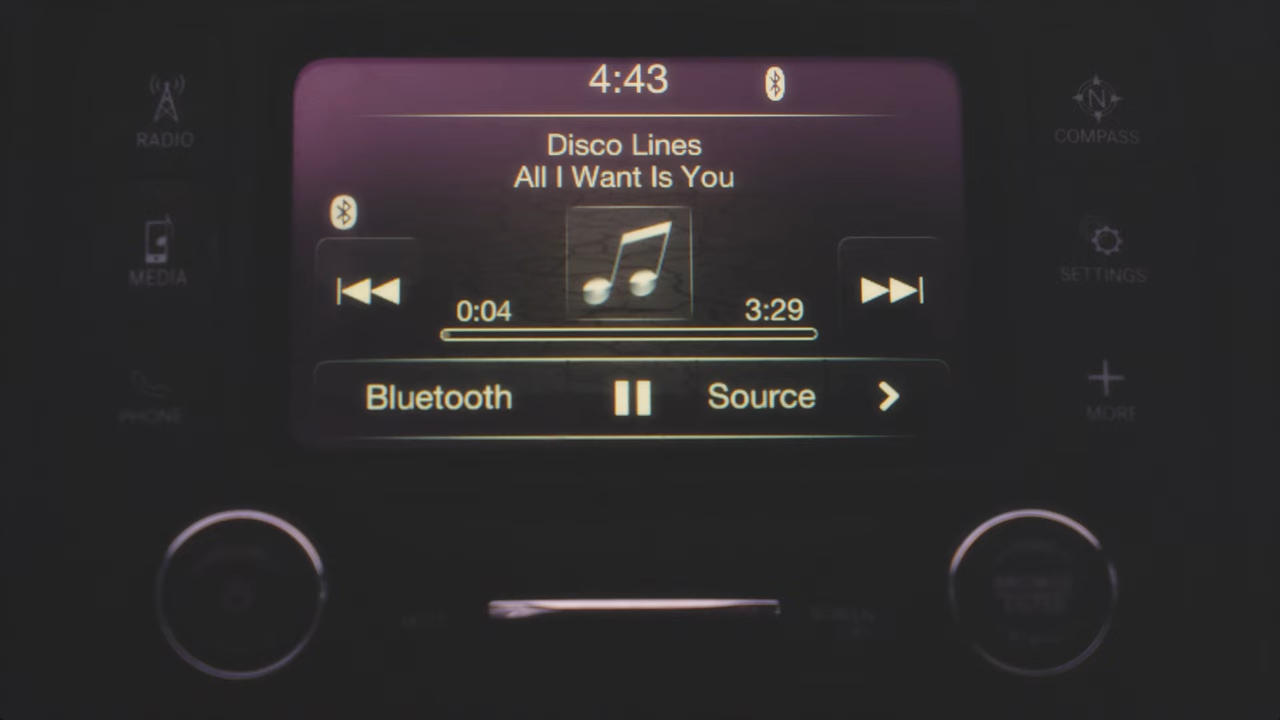 4:43
Disco Lines
All I Want Is You
0:04
3:29
Bluetooth
Source
RADIO
MEDIA
PHONE
N
COMPASS
SETTINGS
MORE